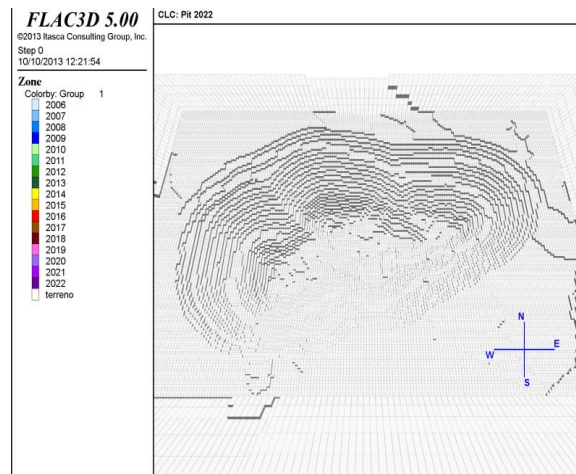 FLAC3D 5.00
©2013 Itasca Consulting Group, Inc.
Step 0
10/10/2013 12:21:54
Zone
Colorby: Group 1
2006
2007
2008
2009
2010
2011
2012
2013
2014
2015
2016
2017
2018
2019
2020
2021
2022
terreno
CLC: Pit 2022
N
W E
S